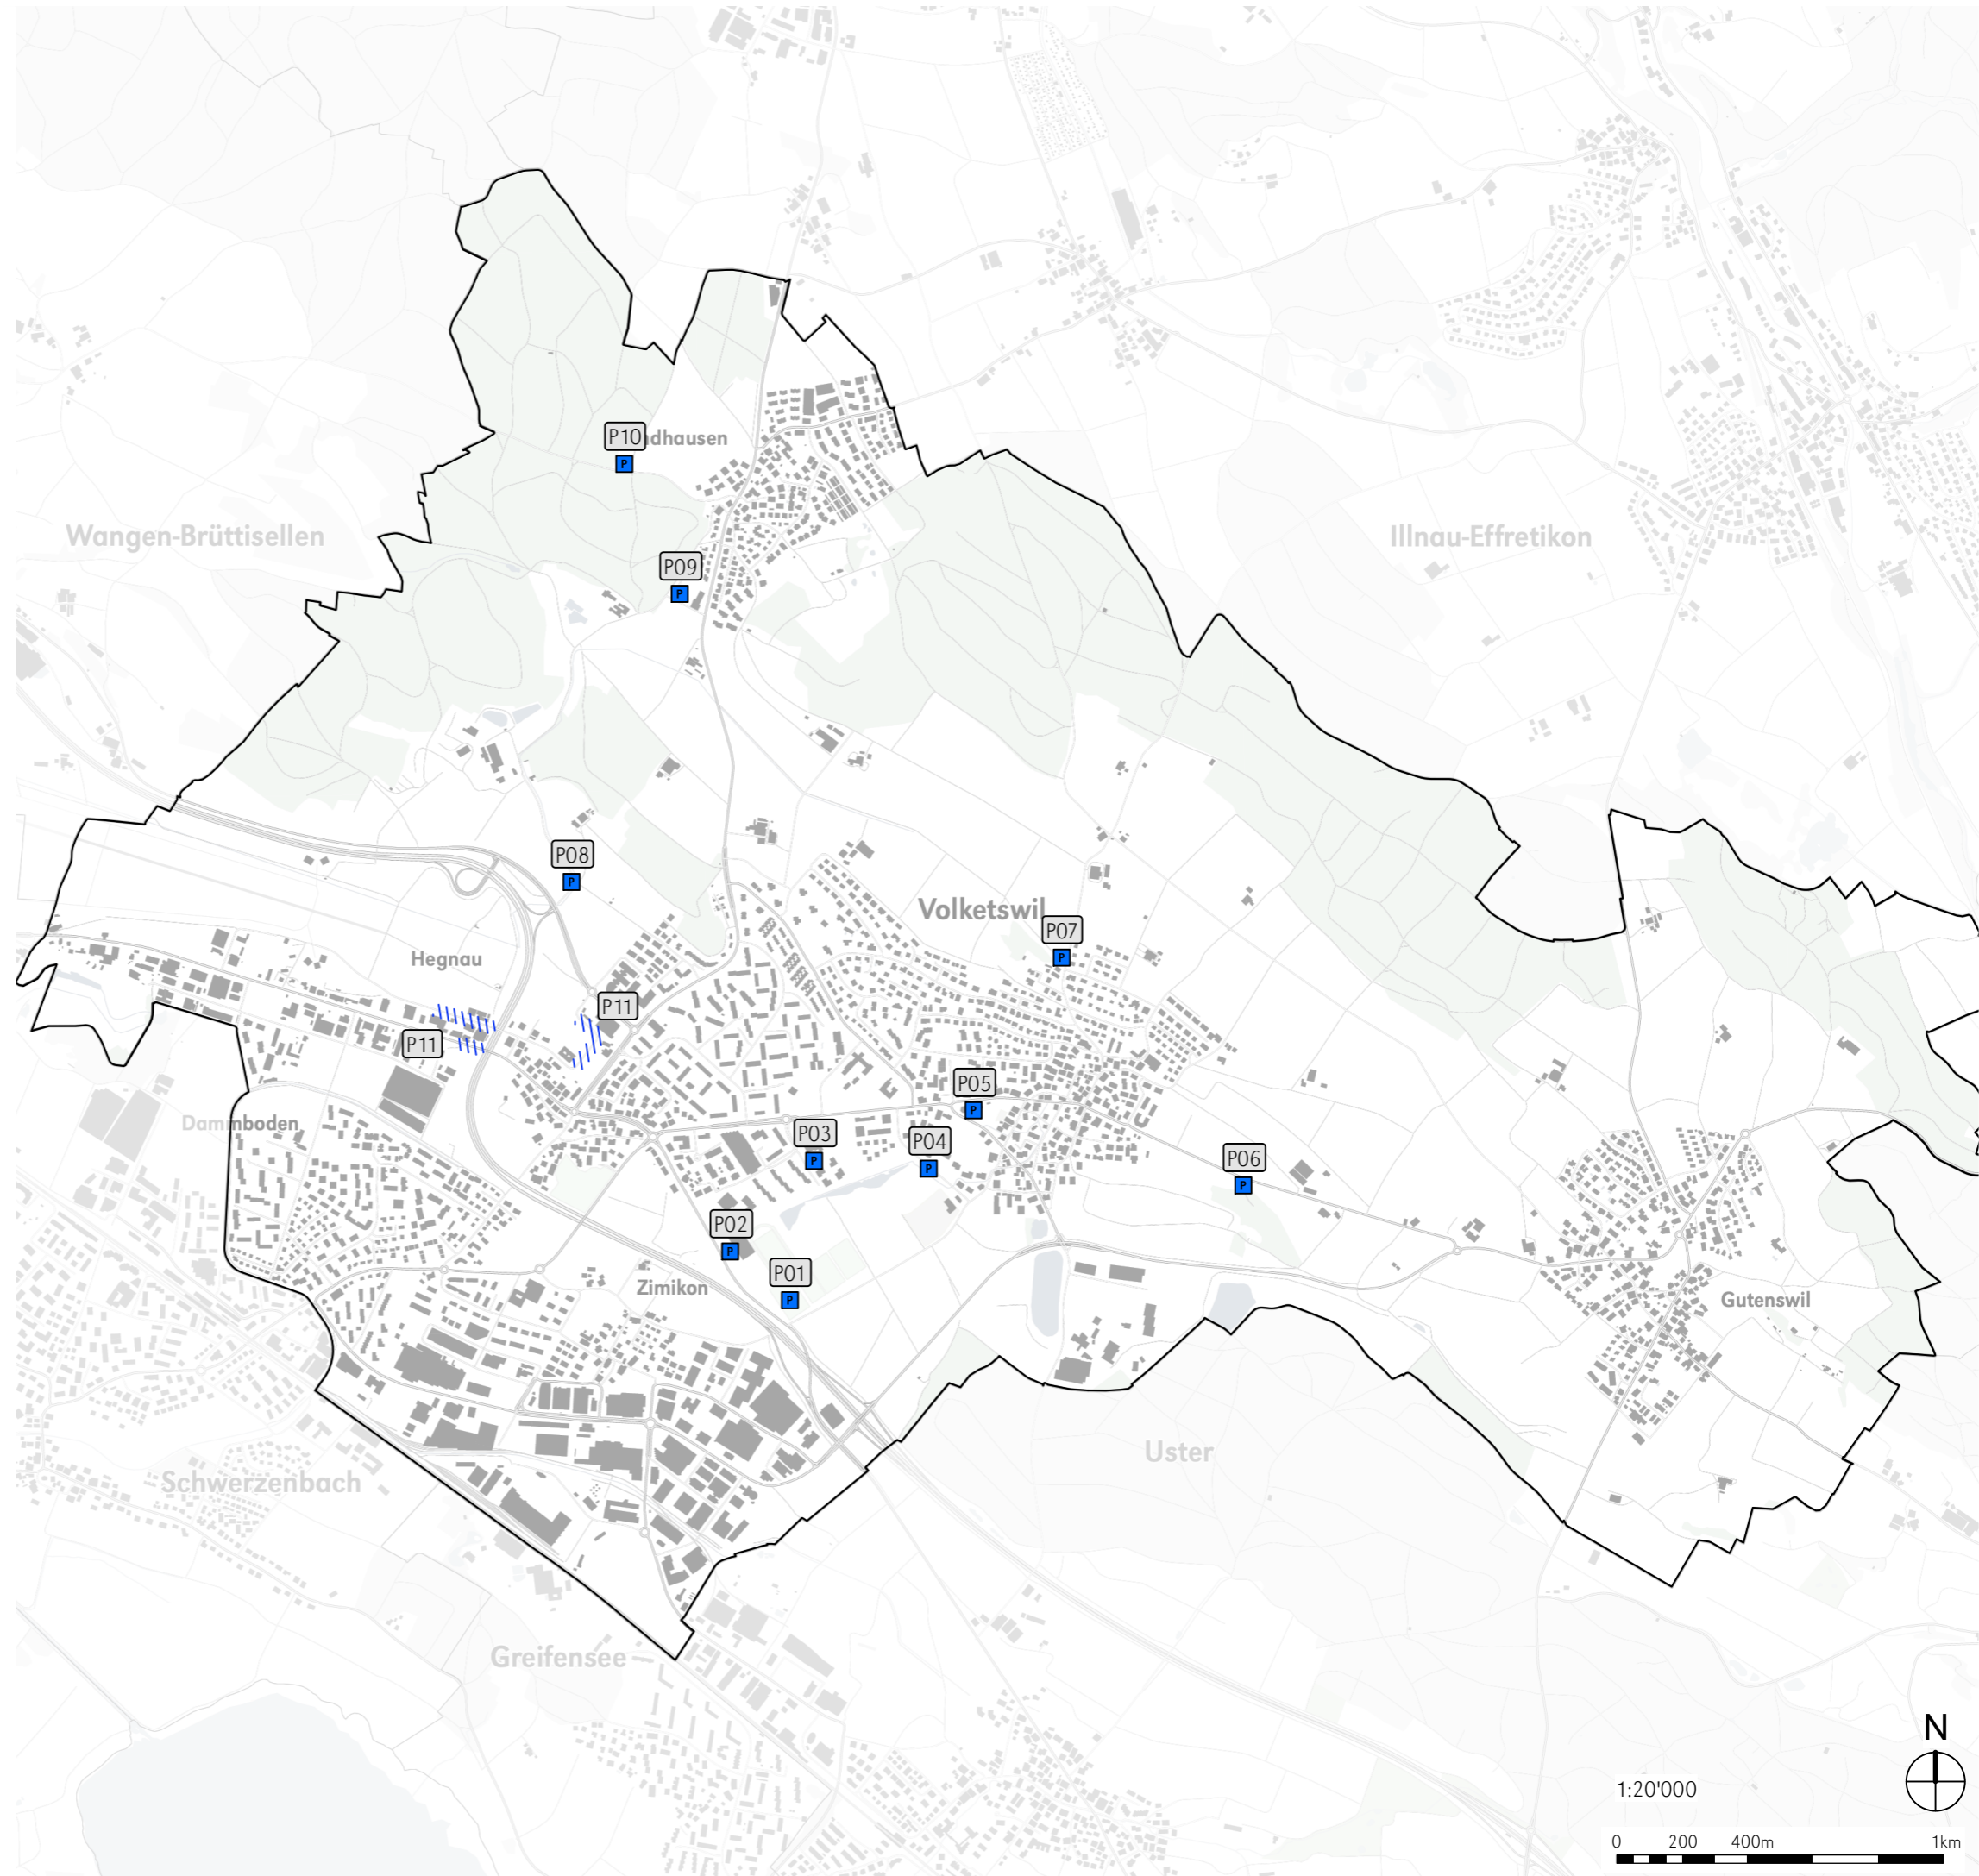 P10
dhausen
Wangen-Brüttisellen
Illnau-Effretikon
P
P09
P
P08
P
Volketswil
P07
P
Hegnau
P11
P11
P05
P
Dammboden
P03
P
P04
P
P06
P
P02
P
P01
P
Zimikon
Gutenswil
Uster
Schwerzenbach
Greifensee
N
1:20'000
0 200 400m 1km